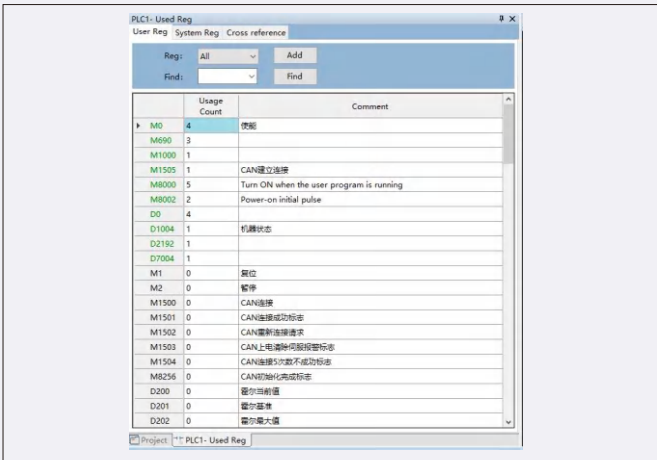 PLC1- Used Reg
User Reg System Reg Cross reference
Reg: All Add
Find: Find
Usage Count Comment
M0 4 使能
M690 3
M1000 1
M1505 1 CAN建立连接
M8000 5 Turn ON when the user program is running
M8002 2 Power-on initial pulse
D0 4
D1004 1 机器状态
D2192 1
D7004 1
M1 0 复位
M2 0 暂停
M1500 0 CAN连接
M1501 0 CAN连接成功标志
M1502 0 CAN重新连接请求
M1503 0 CAN上电清除伺服报警标志
M1504 0 CAN连接5次数不成功标志
M8256 0 CAN初始化完成标志
D200 0 霍尔当前值
D201 0 霍尔基准
D202 0 霍尔最大值
Project PLC1- Used Reg